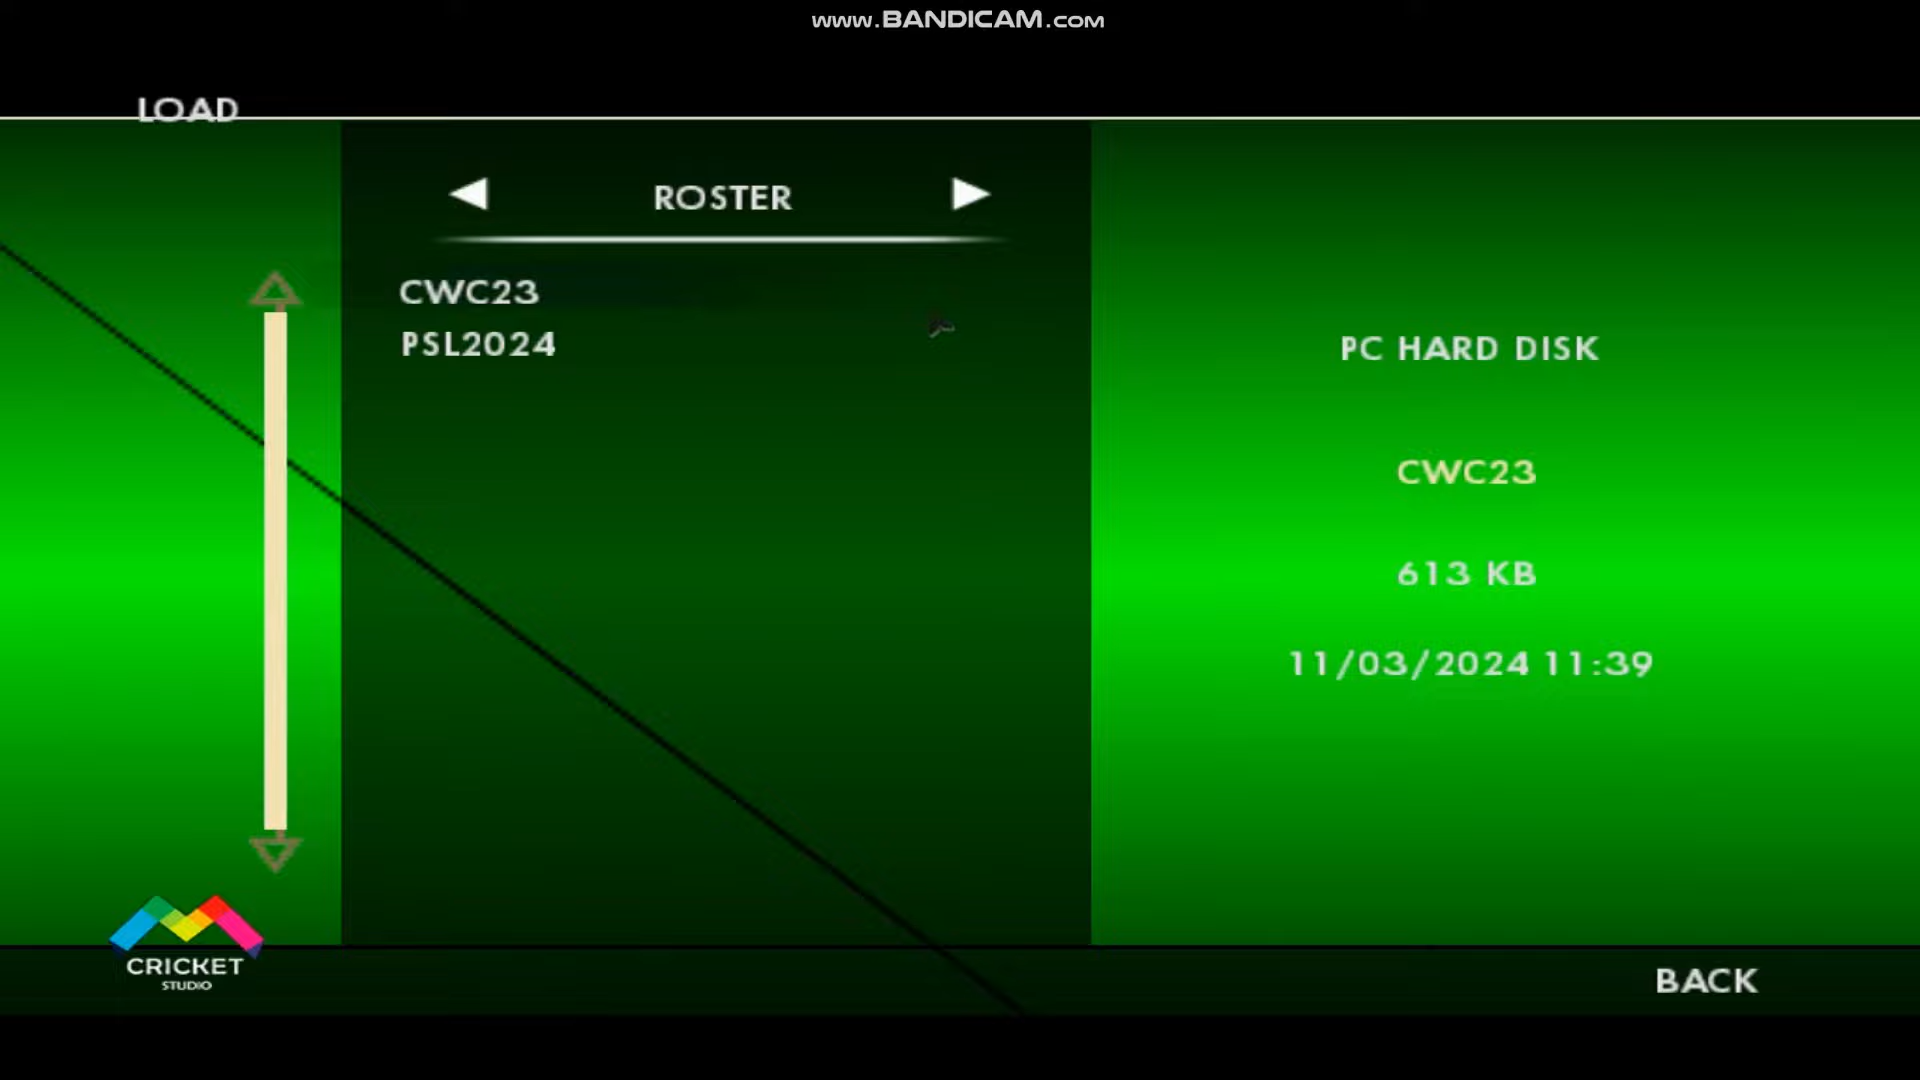 www.BANDICAM.com
LOAD
ROSTER
CWC23
PSL2024
PC HARD DISK
CWC23
613 KB
11/03/2024 11:39
CRICKET
STUDIO
BACK